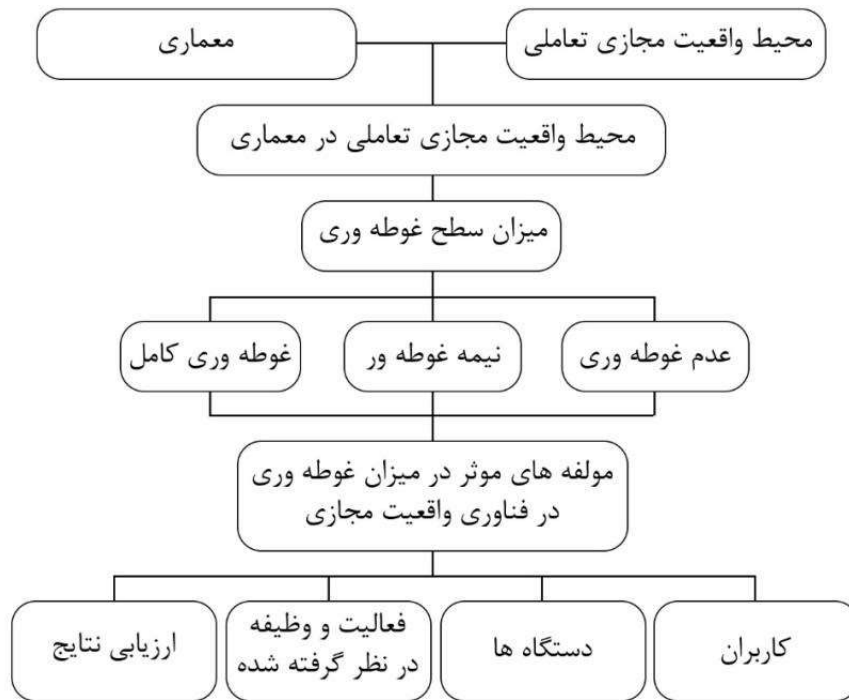 محیط واقعیت مجازی تعاملی
معماری
محیط واقعیت مجازی تعاملی در معماری
میزان سطح غوطه وری
عدم غوطه وری
نیمه غوطه ور
غوطه وری کامل
مولفه های موثر در میزان غوطه وری
در فناوری واقعیت مجازی
کاربران
دستگاه ها
فعالیت و وظیفه
در نظر گرفته شده
ارزیابی نتایج